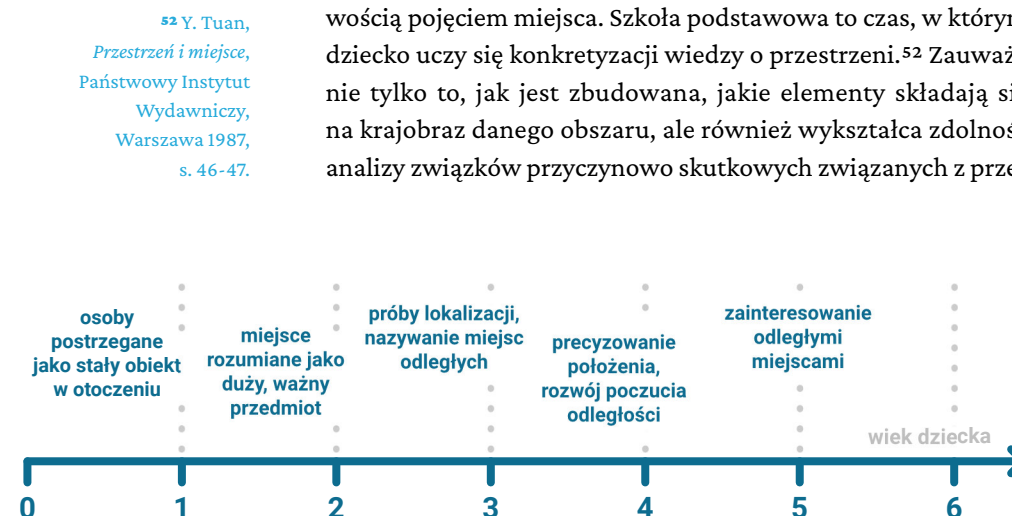 52 Y. Tuan,
Przestrzeń i miejsce,
Państwowy Instytut
Wydawniczy,
Warszawa 1987,
s. 46-47.
wością pojęciem miejsca. Szkoła podstawowa to czas, w którym
dziecko uczy się konkretyzacji wiedzy o przestrzeni.52 Zauważ
nie tylko to, jak jest zbudowana, jakie elementy składają si
na krajobraz danego obszaru, ale również wykształca zdolnoś
analizy związków przyczynowo skutkowych związanych z prze
osoby
postrzegane
jako stały obiekt
w otoczeniu
miejsce
rozumiane jako
duży, ważny
przedmiot
próby lokalizacji,
nazywanie miejsc
odległych
precyzowanie
położenia,
rozwój poczucia
odległości
zainteresowanie
odległymi
miejscami
wiek dziecka
0 1 2 3 4 5 6